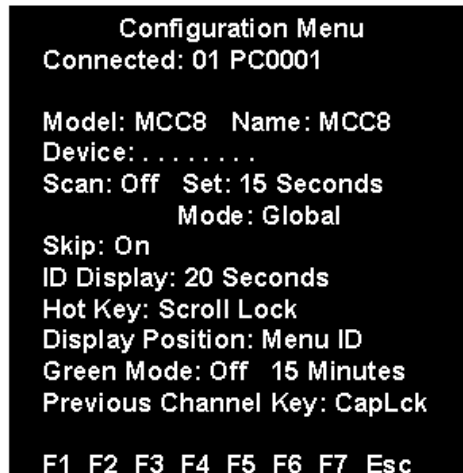 Configuration Menu
Connected: 01 PC0001
Model: MCC8 Name: MCC8
Device: . . . . . . . .
Scan: Off Set: 15 Seconds
Mode: Global
Skip: On
ID Display: 20 Seconds
Hot Key: Scroll Lock
Display Position: Menu ID
Green Mode: Off 15 Minutes
Previous Channel Key: CapLck
F1 F2 F3 F4 F5 F6 F7 Esc